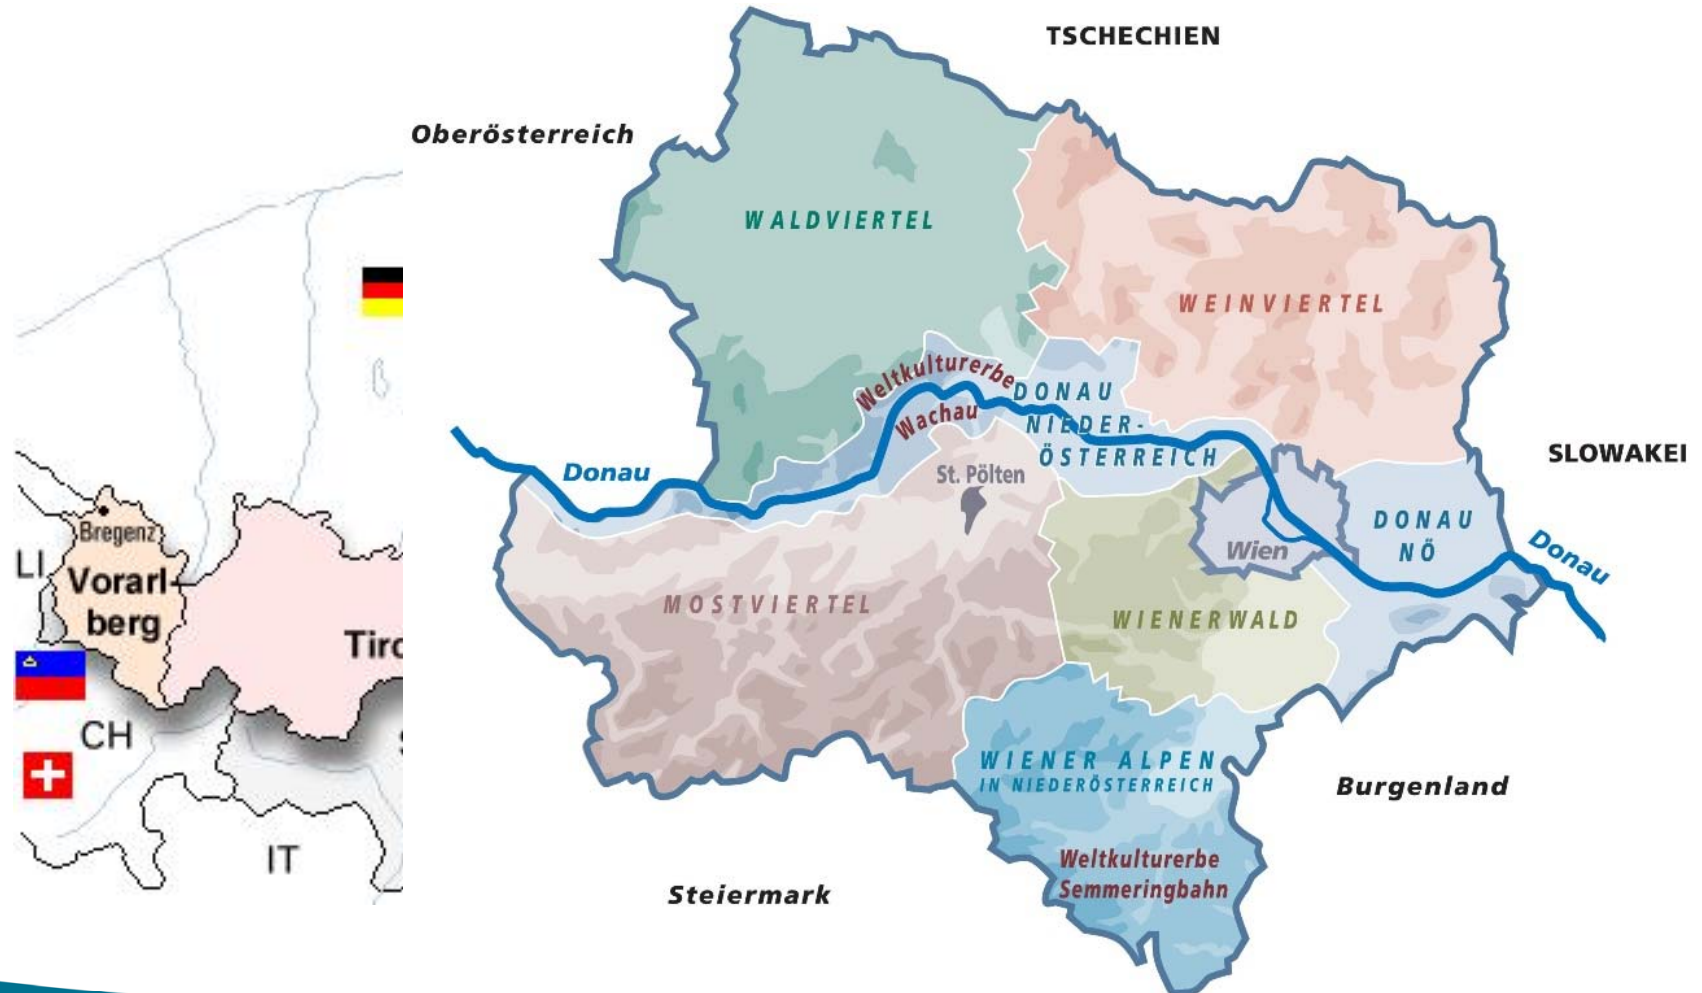 TSCHECHIEN
Oberösterreich
WALDVIERTEL
WEINVIERTEL
Weltkulturerbe
Wachau
DONAU
NIEDER-
ÖSTERREICH
SLOWAKEI
Donau
St. Pölten
DONAU
NÖ
Donau
Wien
MOSTVIERTEL
WIENERWALD
WIENER ALPEN
IN NIEDERÖSTERREICH
Burgenland
Weltkulturerbe
Semmeringbahn
Steiermark
Bregenz
LI
Vorarl-
berg
CH
IT